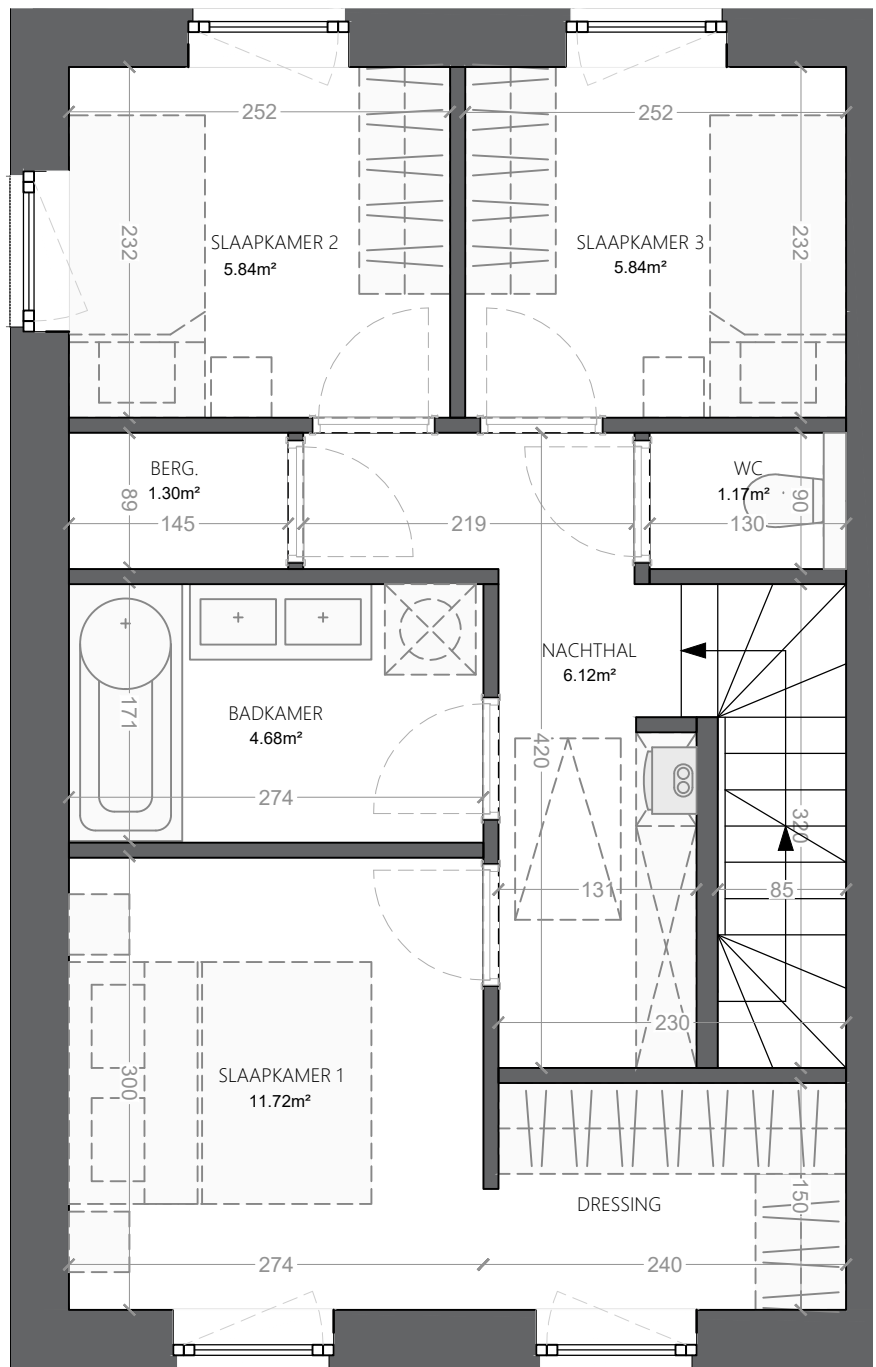 252
252
232
SLAAPKAMER 2
5.84m²
SLAAPKAMER 3
5.84m²
232
BERG.
1.30m²
89
145
219
WC
1.17m²
90
130
NACHTHAL
6.12m²
171
BADKAMER
4.68m²
274
420
320
131
85
230
300
SLAAPKAMER 1
11.72m²
DRESSING
150
274
240